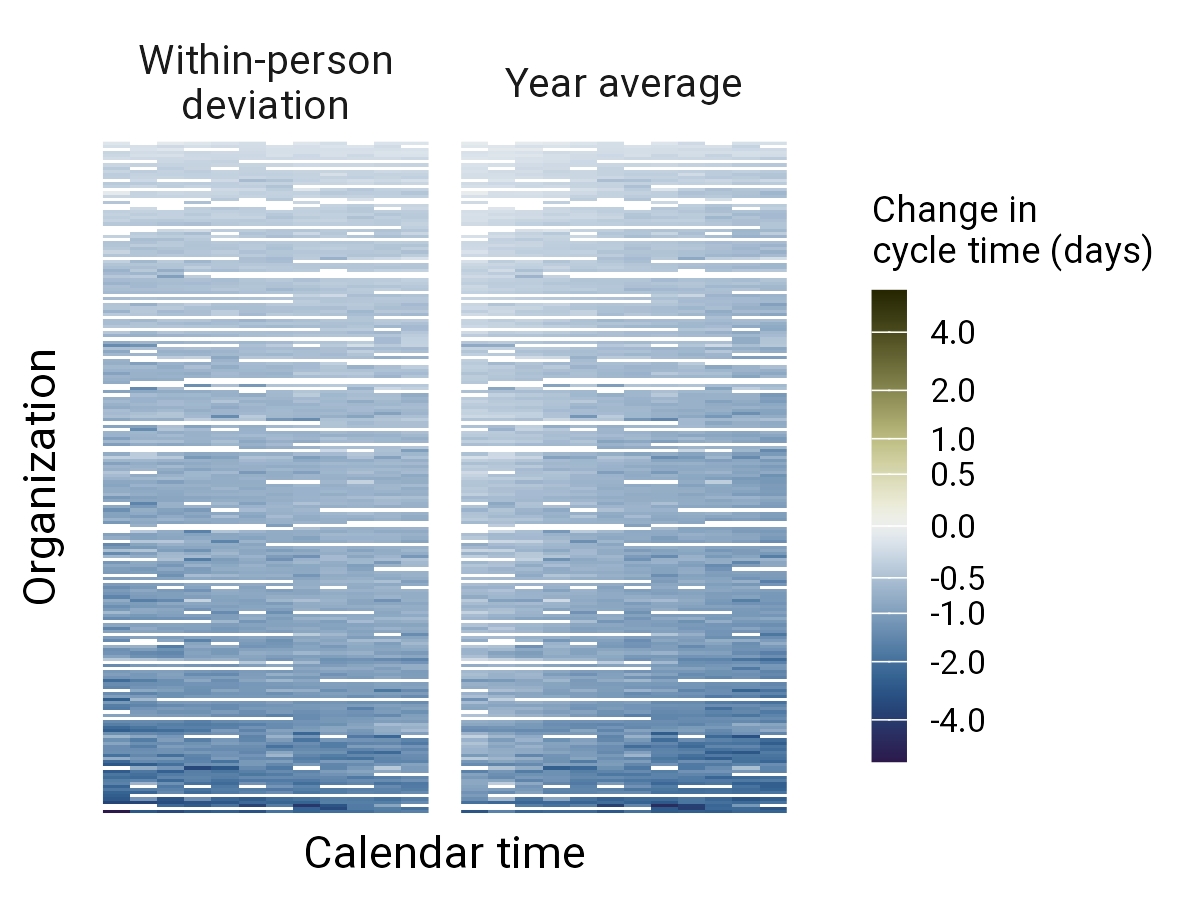 Within-person
deviation
Year average
Change in
cycle time (days)
4.0
2.0
1.0
0.5
0.0
-0.5
-1.0
-2.0
-4.0
Organization
Calendar time